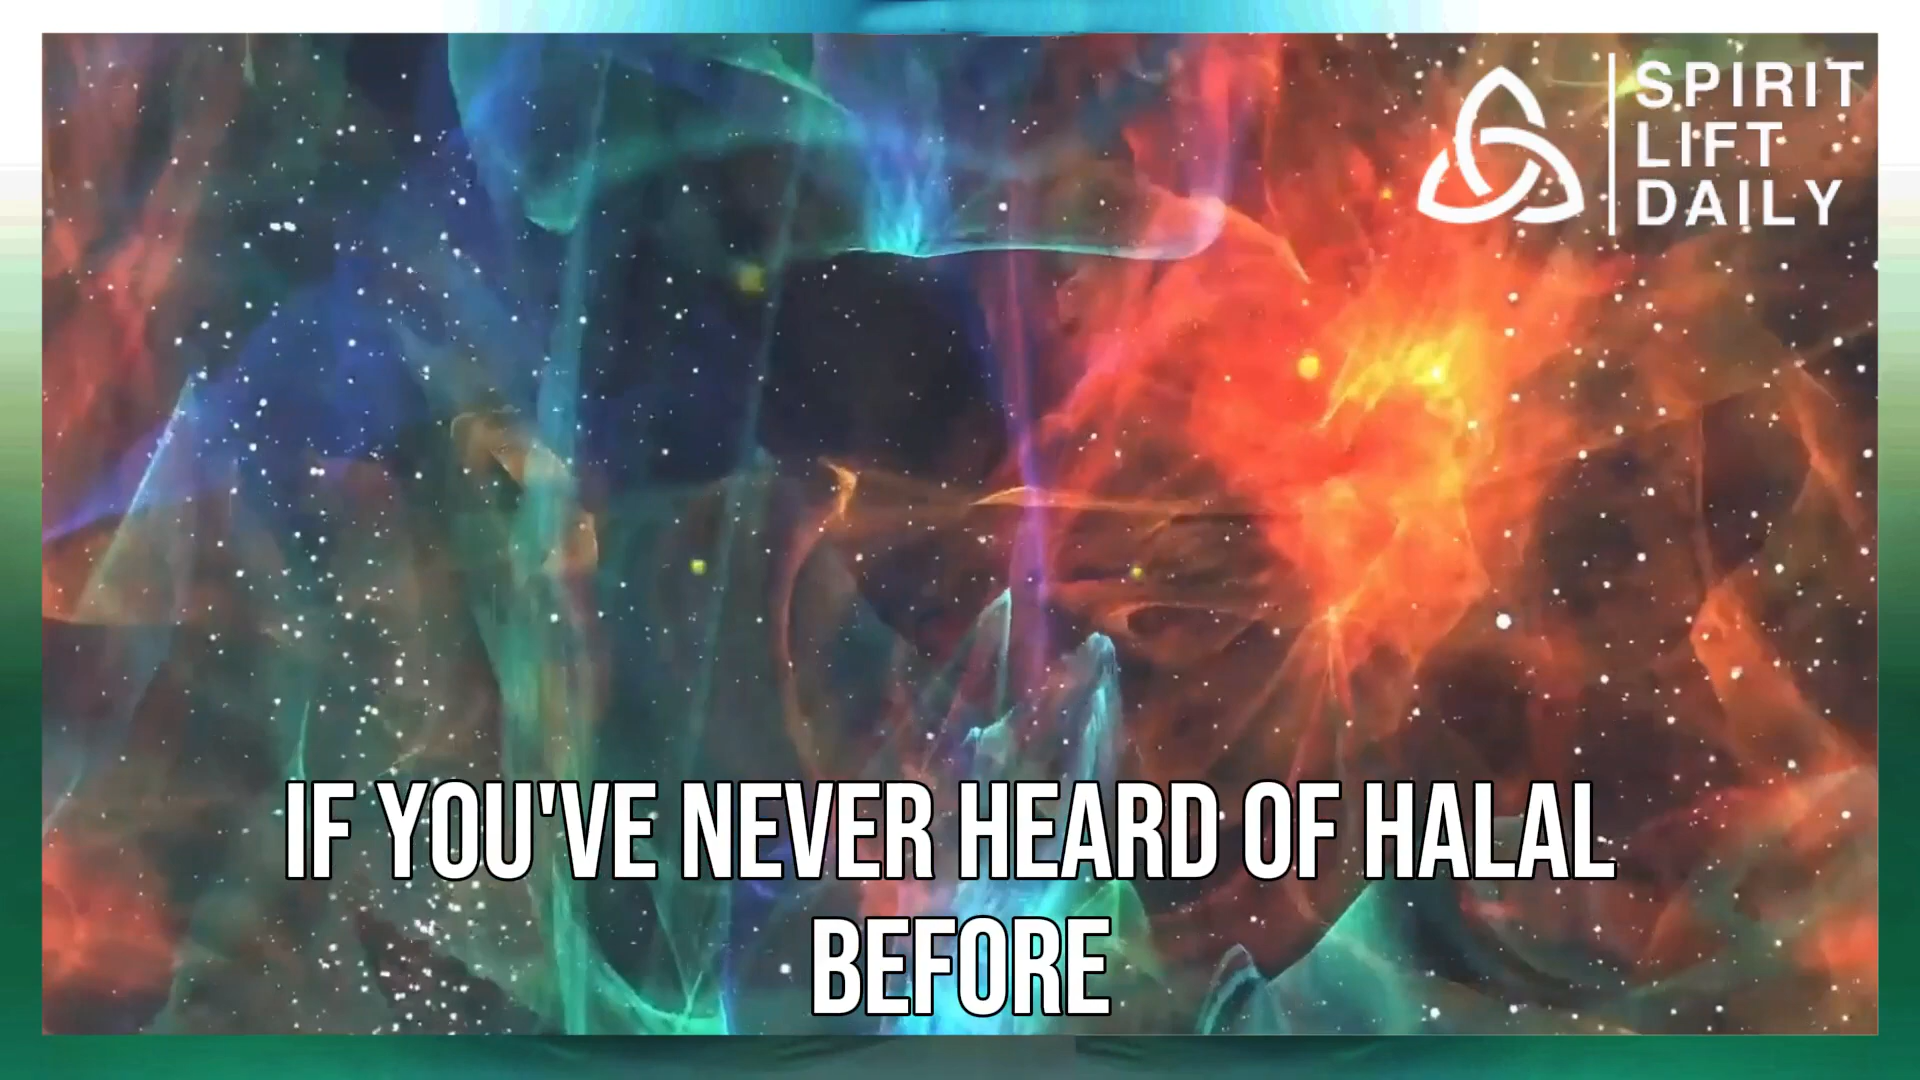 SPIRIT
LIFT
DAILY
IF YOU'VE NEVER HEARD OF HALAL
BEFORE